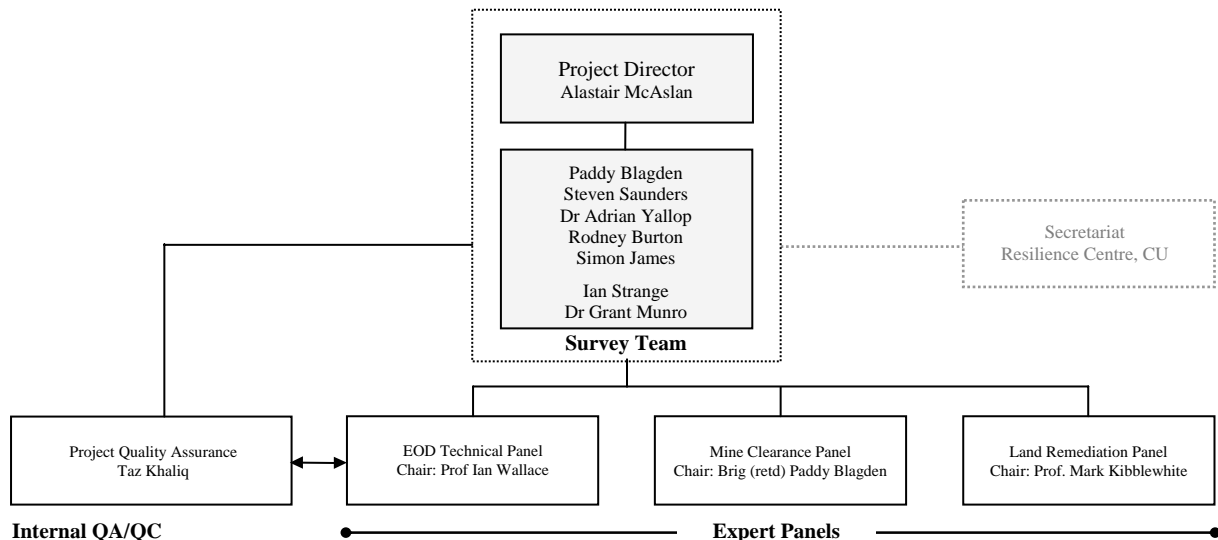 Project Director
Alastair McAslan
Paddy Blagden
Steven Saunders
Dr Adrian Yallop
Rodney Burton
Simon James
Ian Strange
Dr Grant Munro
Survey Team
Secretariat
Resilience Centre, CU
Project Quality Assurance
Taz Khaliq
EOD Technical Panel
Chair: Prof Ian Wallace
Mine Clearance Panel
Chair: Brig (retd) Paddy Blagden
Land Remediation Panel
Chair: Prof. Mark Kibblewhite
Internal QA/QC
Expert Panels